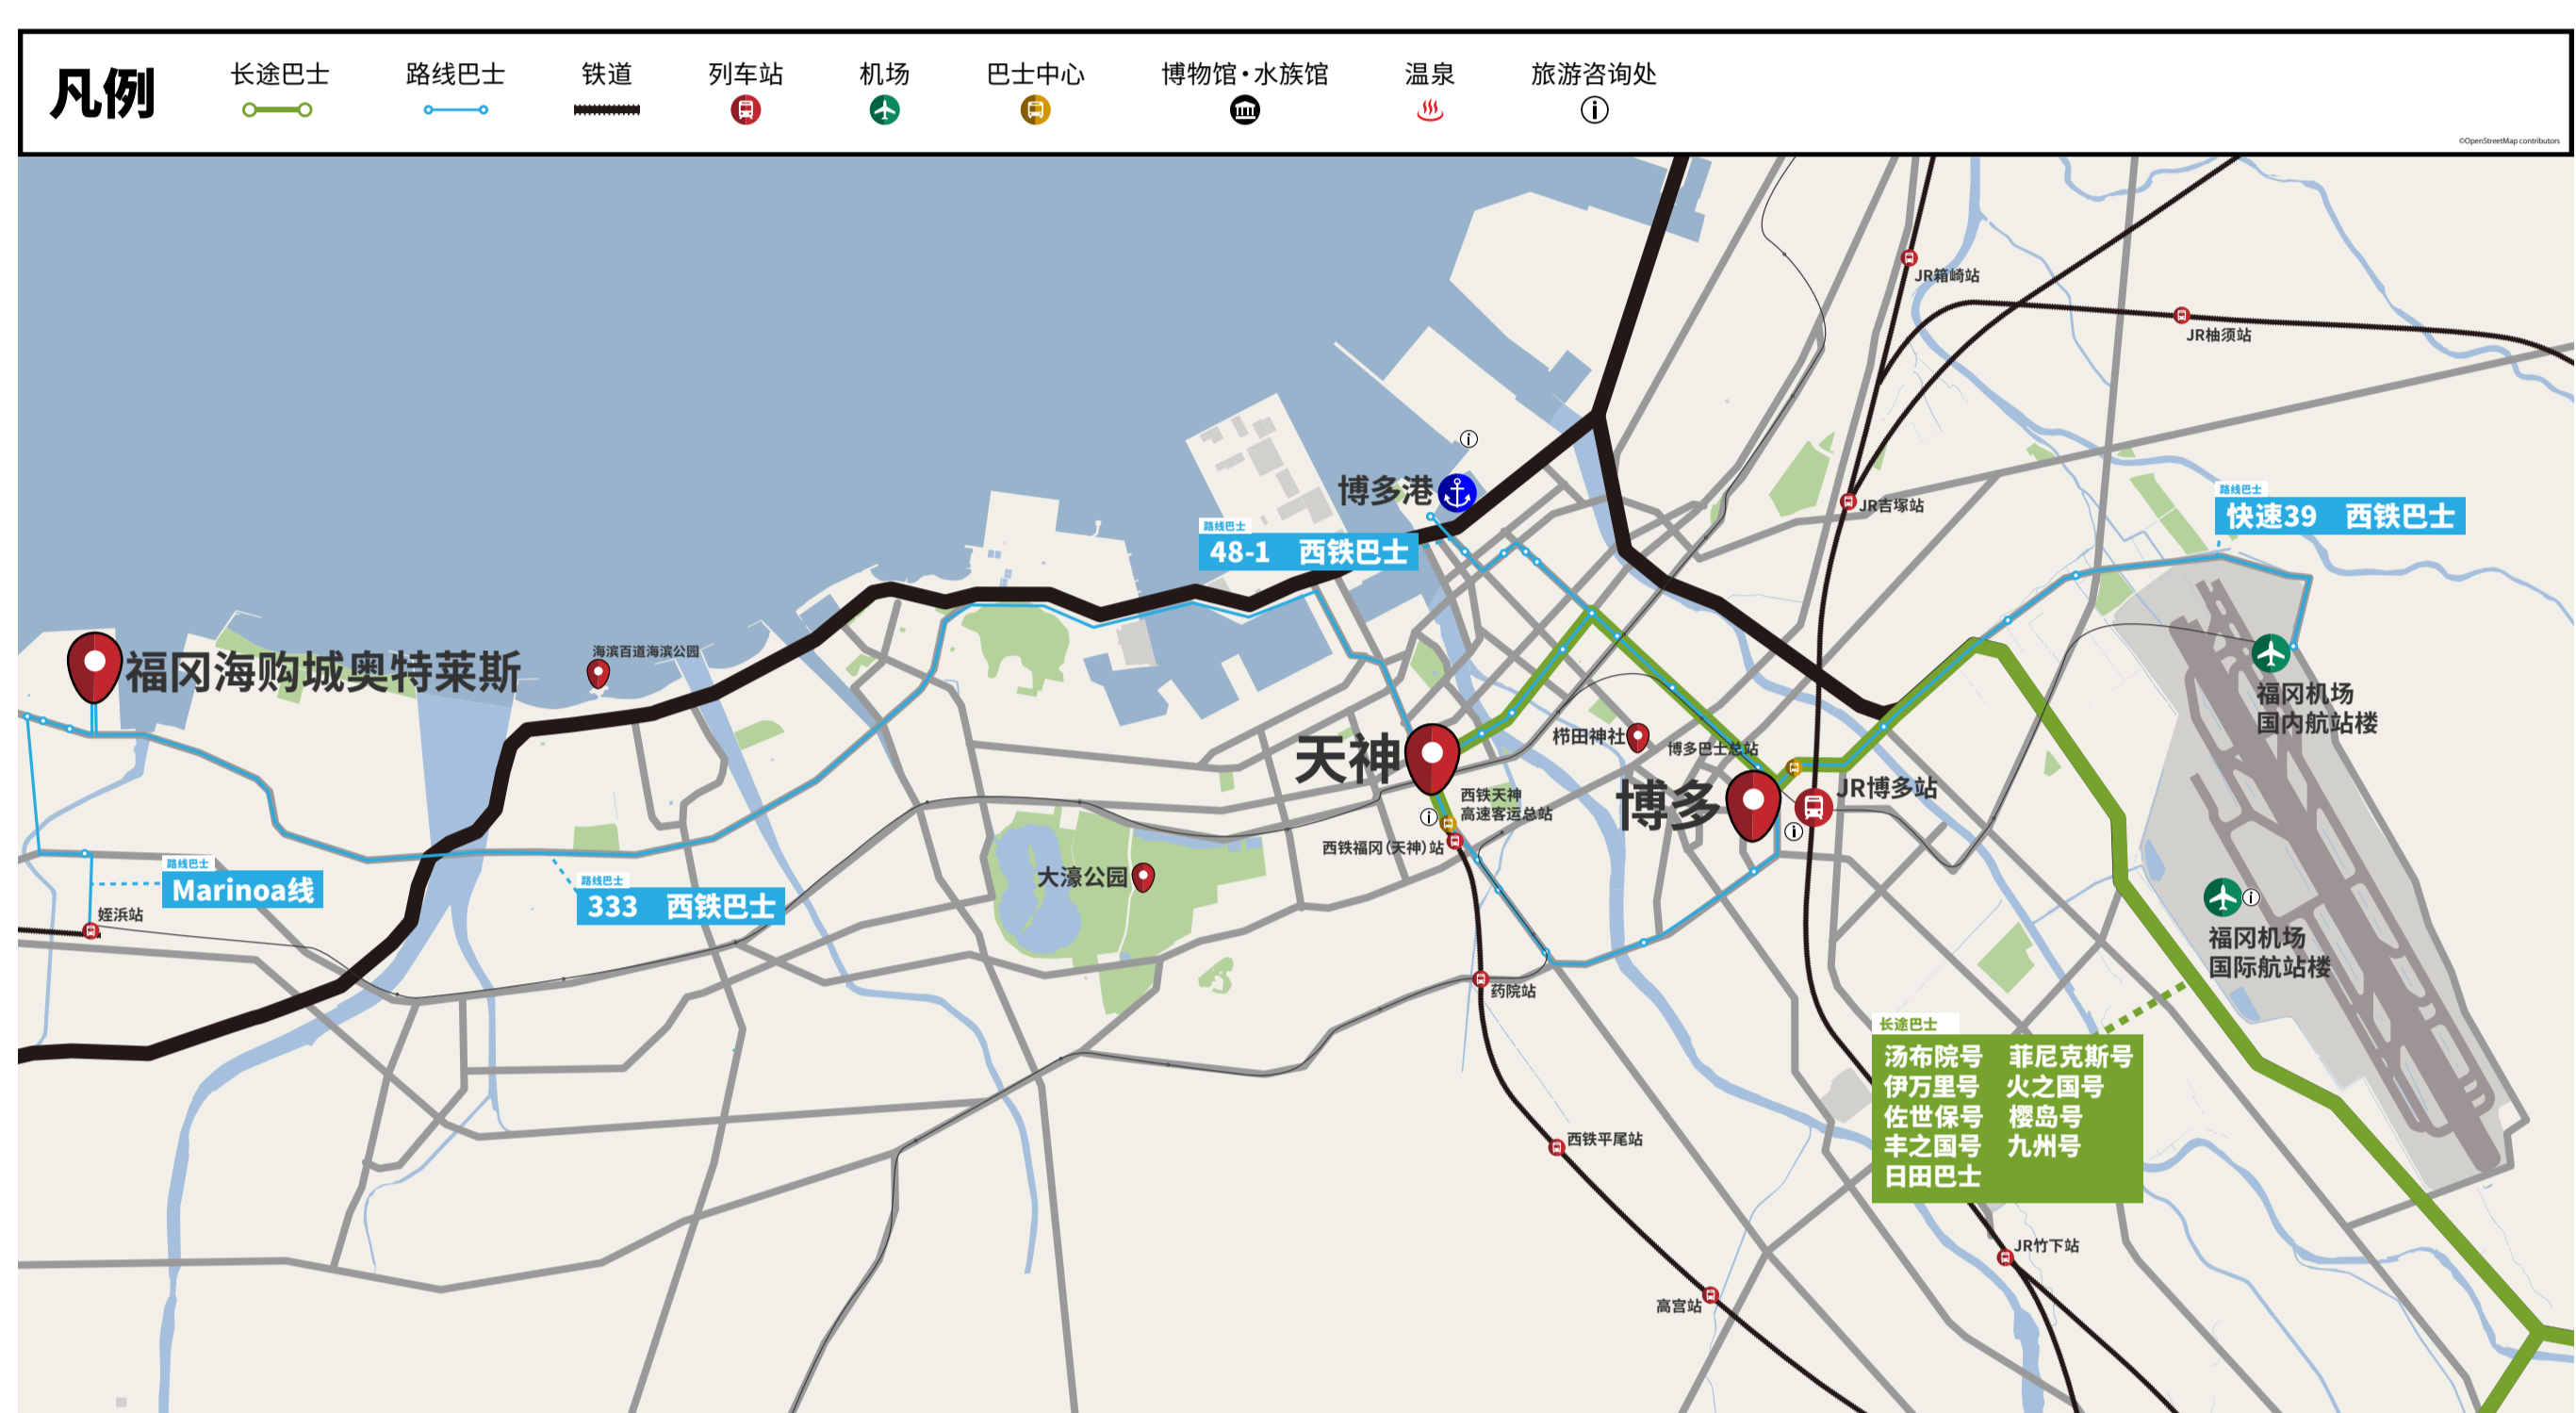 凡例
长途巴士
路线巴士
铁道
列车站
机场
巴士中心
博物馆・水族馆
温泉
旅游咨询处
©OpenStreetMap contributors
JR箱崎站
JR柚须站
博多港
路线巴士
48-1 西铁巴士
JR吉塚站
路线巴士
快速39 西铁巴士
福冈海购城奥特莱斯
海滨百道海滨公园
福冈机场
国内航站楼
天神
栉田神社
博多巴士总站
博多
JR博多站
西铁天神
高速客运总站
西铁福冈(天神)站
大濠公园
路线巴士
Marinoa线
路线巴士
333 西铁巴士
姪浜站
福冈机场
国际航站楼
药院站
长途巴士
汤布院号 菲尼克斯号
伊万里号 火之国号
佐世保号 樱岛号
丰之国号 九州号
日田巴士
西铁平尾站
JR竹下站
高宫站